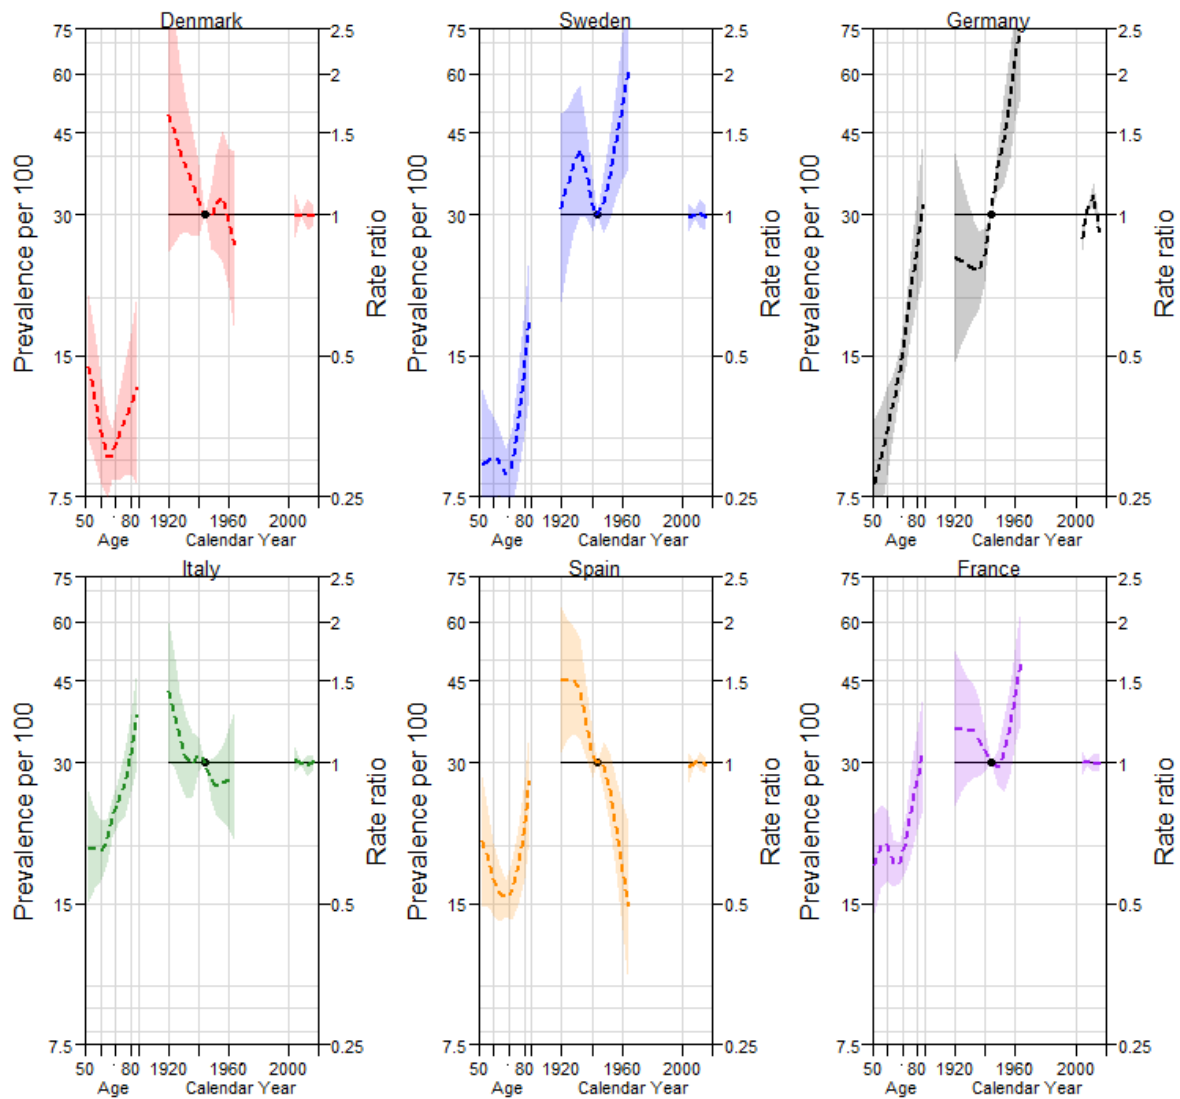 Denmark Sweden Germany
75 2.5 75 2.5 75 2.5
60 2 60 2 60 2
45 1.5 45 1.5 45 1.5
Prevalence per 100 Rate ratio Prevalence per 100 Rate ratio Prevalence per 100 Rate ratio
30 1 30 1 30 1
15 0.5 15 0.5 15 0.5
7.5 0.25 7.5 0.25 7.5 0.25
50 80 1920 1960 2000 50 80 1920 1960 2000 50 80 1920 1960 2000
Age Calendar Year Age Calendar Year Age Calendar Year
Italy Spain France
75 2.5 75 2.5 75 2.5
60 2 60 2 60 2
45 1.5 45 1.5 45 1.5
Prevalence per 100 Rate ratio Prevalence per 100 Rate ratio Prevalence per 100 Rate ratio
30 1 30 1 30 1
15 0.5 15 0.5 15 0.5
7.5 0.25 7.5 0.25 7.5 0.25
50 80 1920 1960 2000 50 80 1920 1960 2000 50 80 1920 1960 2000
Age Calendar Year Age Calendar Year Age Calendar Year